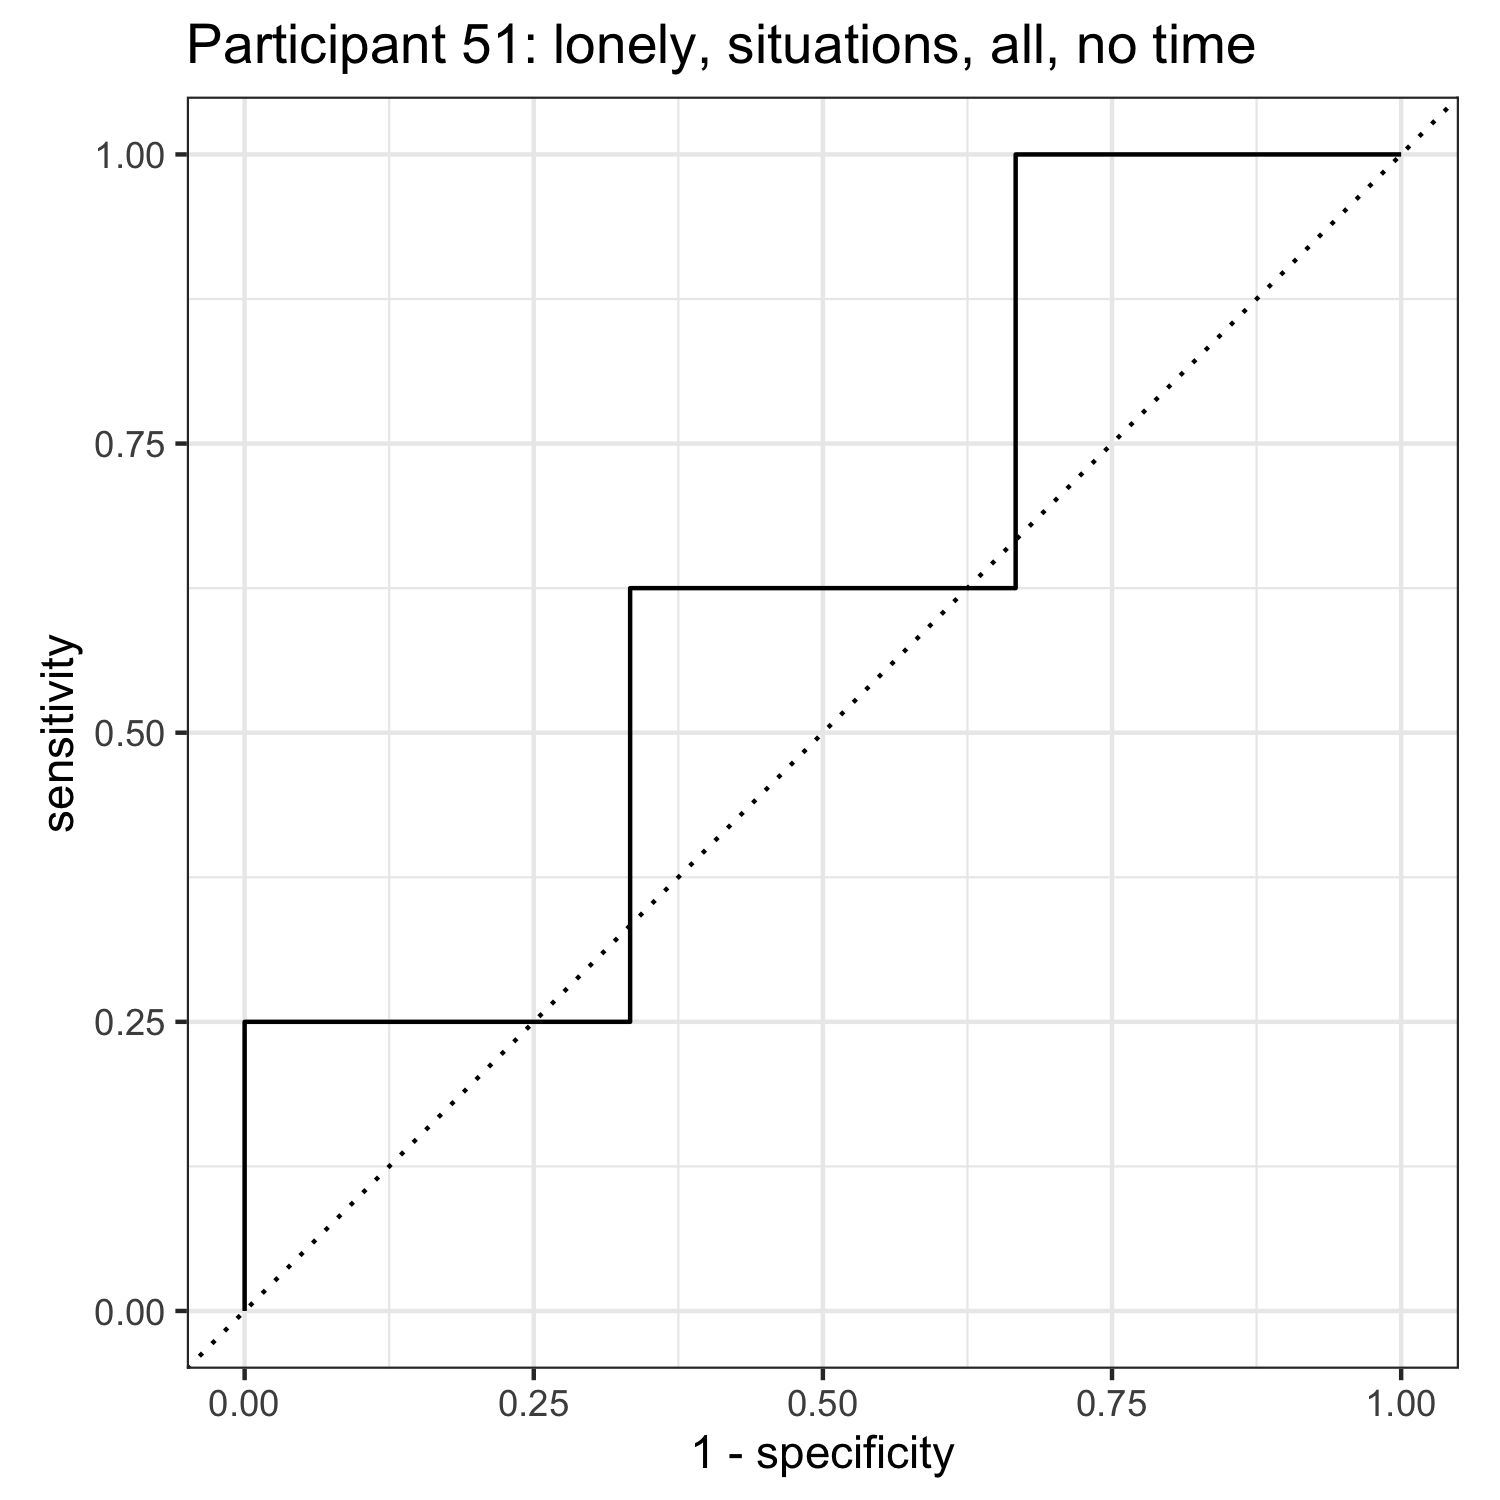 Participant 51: lonely, situations, all, no time
1.00
0.75
0.50
0.25
0.00
sensitivity
0.00 0.25 0.50 0.75 1.00
1 - specificity